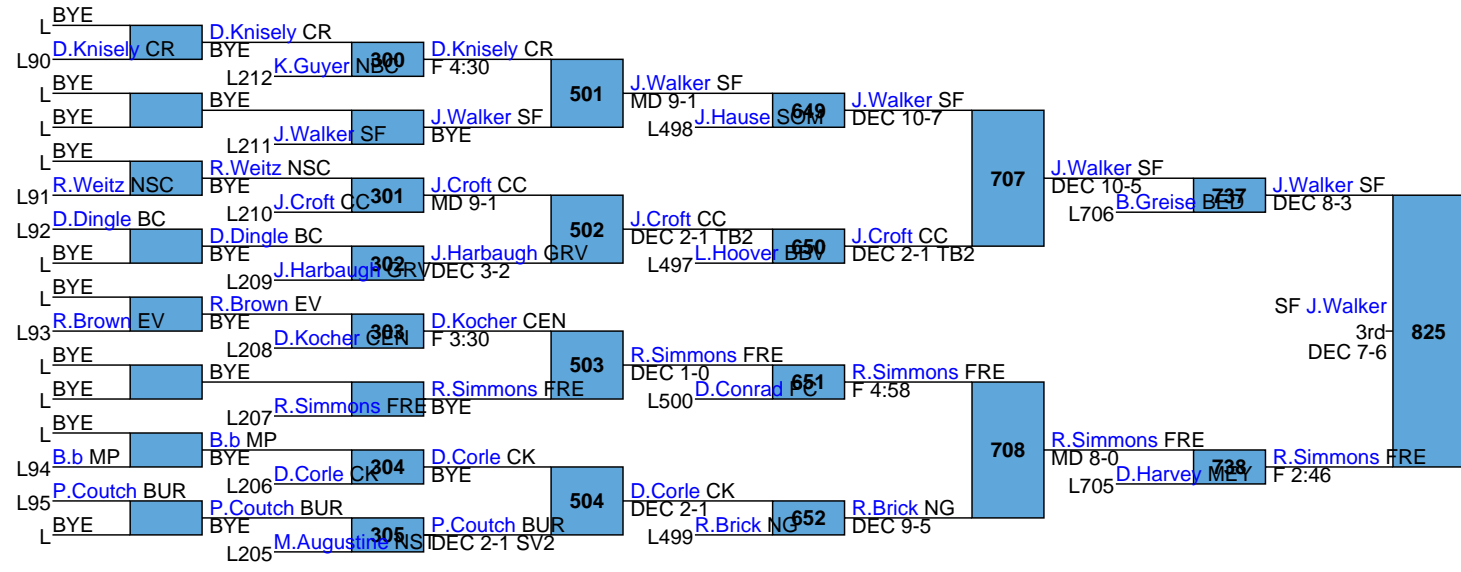 BYE
L
D.Knisely CR
L90
D.Knisely CR
BYE
K.Guyer NBC
L212
300
D.Knisely CR
F 4:30
BYE
L
BYE
L
BYE
J.Walker SF
L211
J.Walker SF
BYE
501
J.Walker SF
MD 9-1
J.Hause SOM
L498
649
J.Walker SF
DEC 10-7
BYE
L
R.Weitz NSC
L91
R.Weitz NSC
BYE
J.Croft CC
L210
301
J.Croft CC
MD 9-1
D.Dingle BC
L92
BYE
L
D.Dingle BC
BYE
J.Harbaugh GRV
L209
302
J.Harbaugh GRV
DEC 3-2
502
J.Croft CC
DEC 2-1 TB2
L.Hoover BBV
L497
650
J.Croft CC
DEC 2-1 TB2
707
J.Walker SF
DEC 10-5
B.Greise BED
L706
737
J.Walker SF
DEC 8-3
BYE
L
R.Brown EV
L93
R.Brown EV
BYE
D.Kocher CEN
L208
303
D.Kocher CEN
F 3:30
BYE
L
BYE
L
BYE
R.Simmons FRE
L207
R.Simmons FRE
BYE
503
R.Simmons FRE
DEC 1-0
D.Conrad PC
L500
651
R.Simmons FRE
F 4:58
BYE
L
B.b MP
L94
B.b MP
BYE
D.Corle CK
L206
304
D.Corle CK
BYE
P.Coutch BUR
L95
BYE
L
P.Coutch BUR
BYE
M.Augustine NST
L205
305
P.Coutch BUR
DEC 2-1 SV2
504
D.Corle CK
DEC 2-1
R.Brick NG
L499
652
R.Brick NG
DEC 9-5
708
R.Simmons FRE
MD 8-0
D.Harvey MEY
L705
738
R.Simmons FRE
F 2:46
SF J.Walker
3rd
DEC 7-6
825